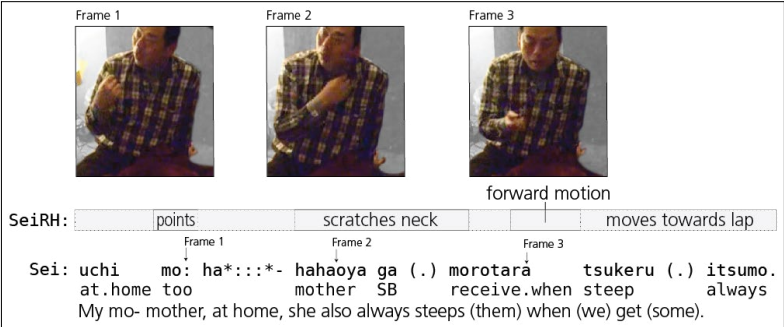 Frame 1 Frame 2 Frame 3
forward motion
SeiRH: points scratches neck moves towards lap
Frame 1 Frame 2 Frame 3
Sei: uchi mo: ha*:::*- hahaoya ga (.) morotara tsukeru (.) itsumo.
at.home too mother SB receive.when steep always
My mo- mother, at home, she also always steeps (them) when (we) get (some).